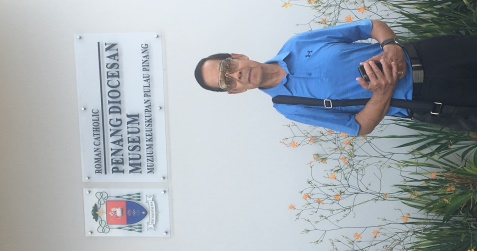 ROMAN CATHOLIC
PENANG DIOCESAN
MUSEUM
MUZIUM KEUSKUPAN PULAU PINANG